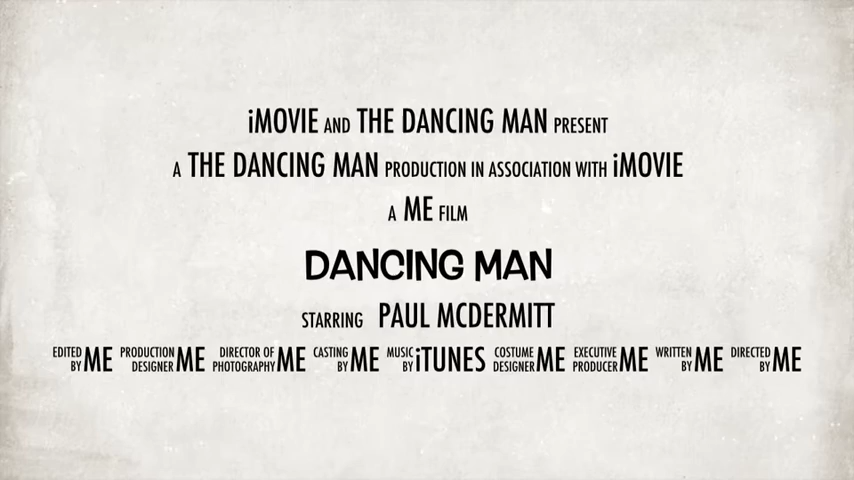 iMOVIE AND THE DANCING MAN PRESENT
A THE DANCING MAN PRODUCTION IN ASSOCIATION WITH iMOVIE
A ME FILM
DANCING MAN
STARRING PAUL MCDERMITT
EDITED BY ME PRODUCTION DESIGNER ME DIRECTOR OF PHOTOGRAPHY ME CASTING BY ME MUSIC BY iTUNES COSTUME DESIGNER ME EXECUTIVE PRODUCER ME WRITTEN BY ME DIRECTED BY ME